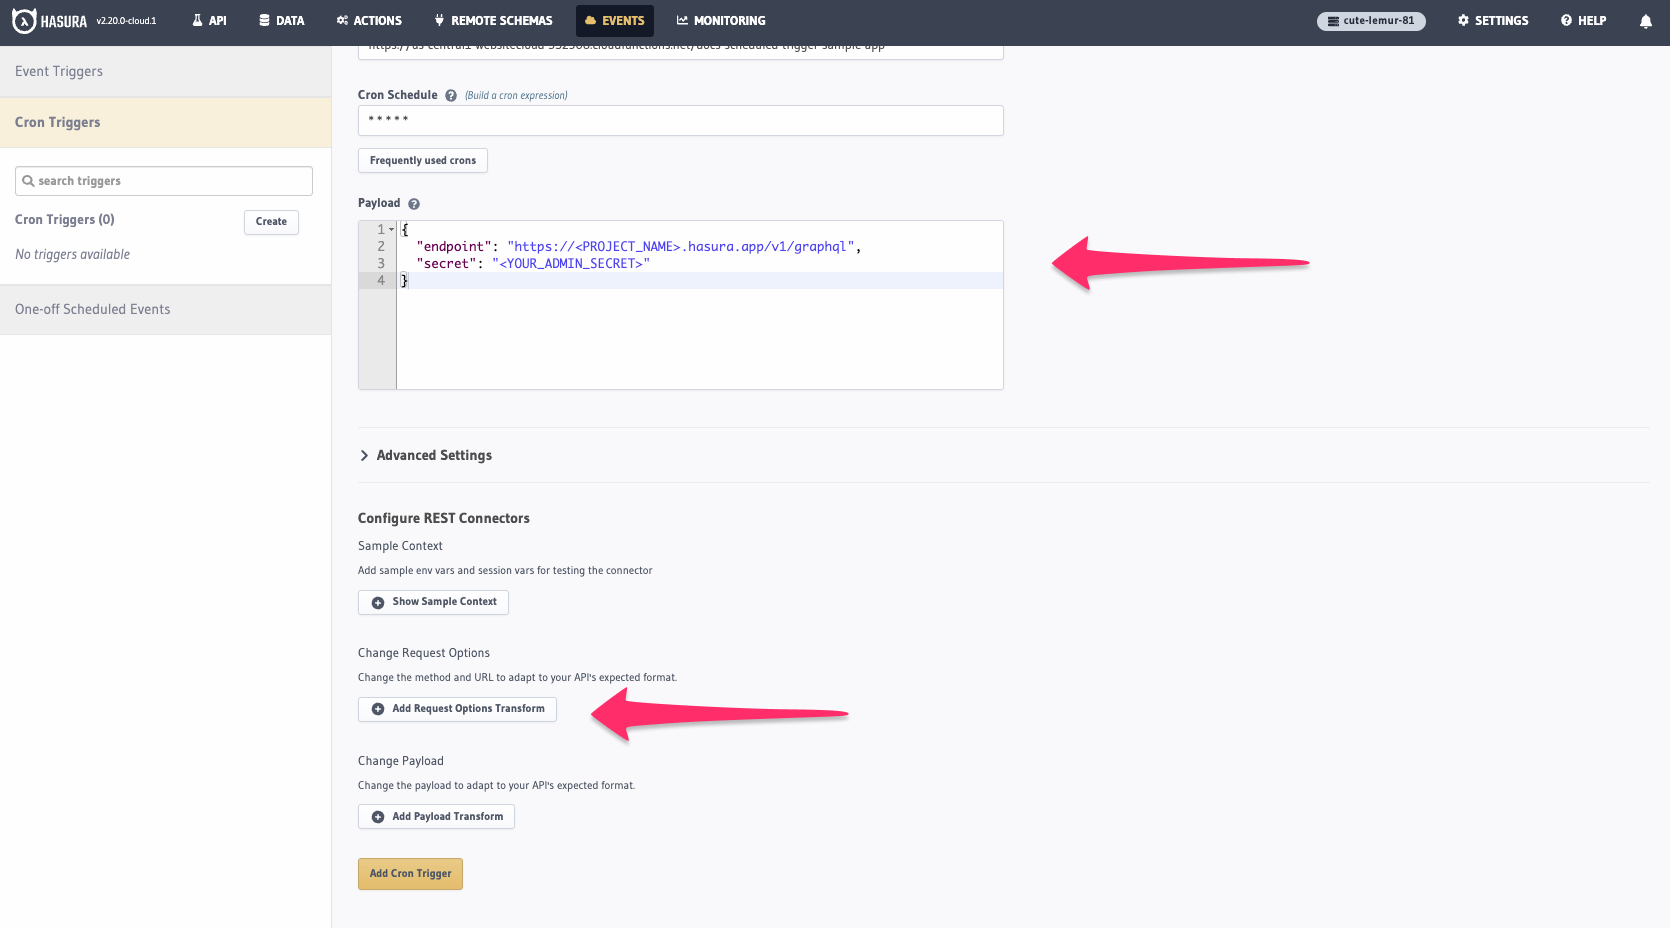 HASURA v2.20.0-cloud.1 API DATA ACTIONS REMOTE SCHEMAS EVENTS MONITORING cute-lemur-81 SETTINGS HELP
Event Triggers
Cron Triggers
search triggers
Cron Triggers (0) Create
No triggers available
One-off Scheduled Events
Cron Schedule ? (Build a cron expression)
* * * * *
Frequently used crons
Payload ?
1 {
2 "endpoint": "https://<PROJECT_NAME>.hasura.app/v1/graphql",
3 "secret": "<YOUR_ADMIN_SECRET>"
4 }
Advanced Settings
Configure REST Connectors
Sample Context
Add sample env vars and session vars for testing the connector
Show Sample Context
Change Request Options
Change the method and URL to adapt to your API's expected format.
Add Request Options Transform
Change Payload
Change the payload to adapt to your API's expected format.
Add Payload Transform
Add Cron Trigger